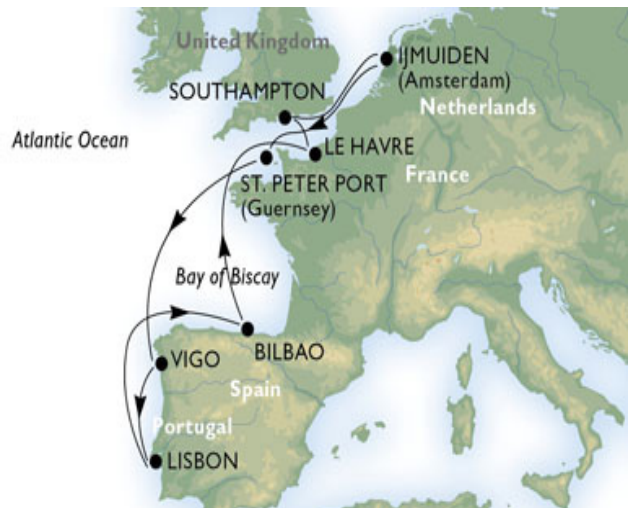 United Kingdom
IJMUIDEN
(Amsterdam)
SOUTHAMPTON
Netherlands
Atlantic Ocean
LE HAVRE
ST. PETER PORT
(Guernsey)
France
Bay of Biscay
BILBAO
VIGO
Spain
Portugal
LISBON